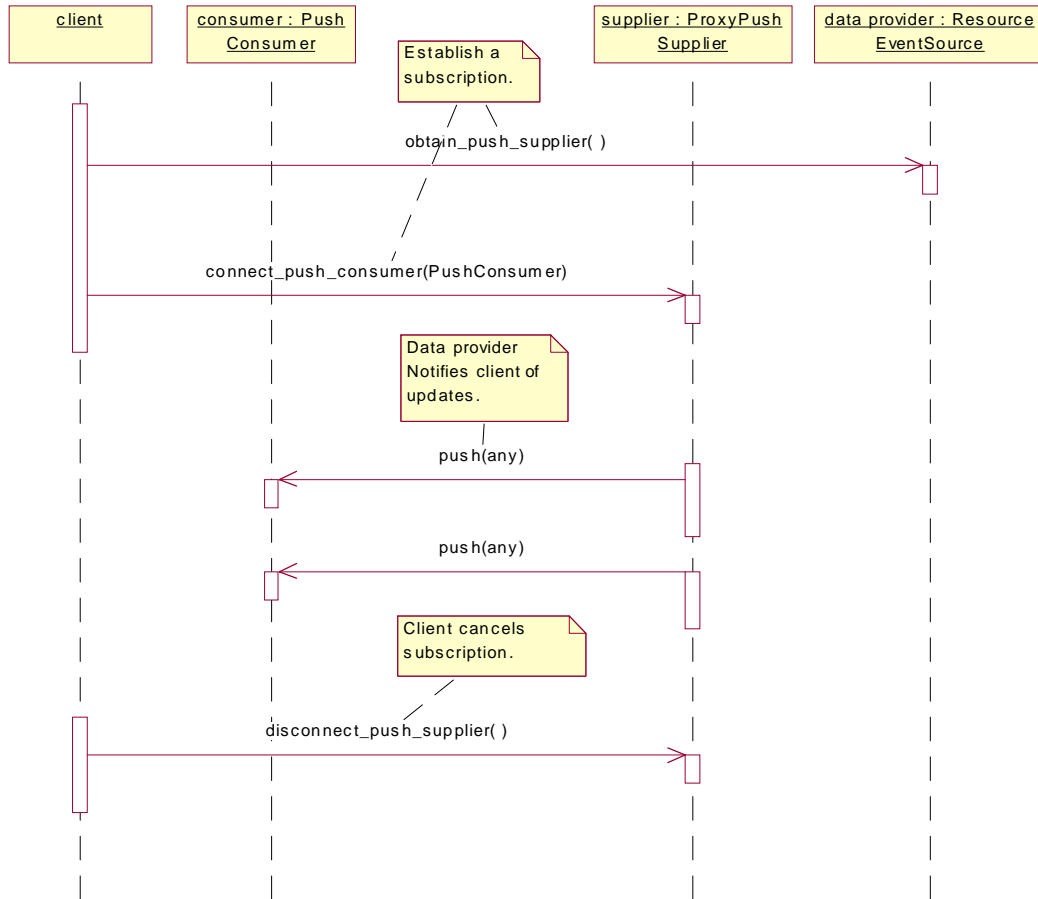 client
consumer : Push
Consumer
supplier : ProxyPush
Supplier
data provider : Resource
EventSource
Establish a
subscription.
obtain_push_supplier( )
connect_push_consumer(PushConsumer)
Data provider
Notifies client of
updates.
push(any)
push(any)
Client cancels
subscription.
disconnect_push_supplier( )